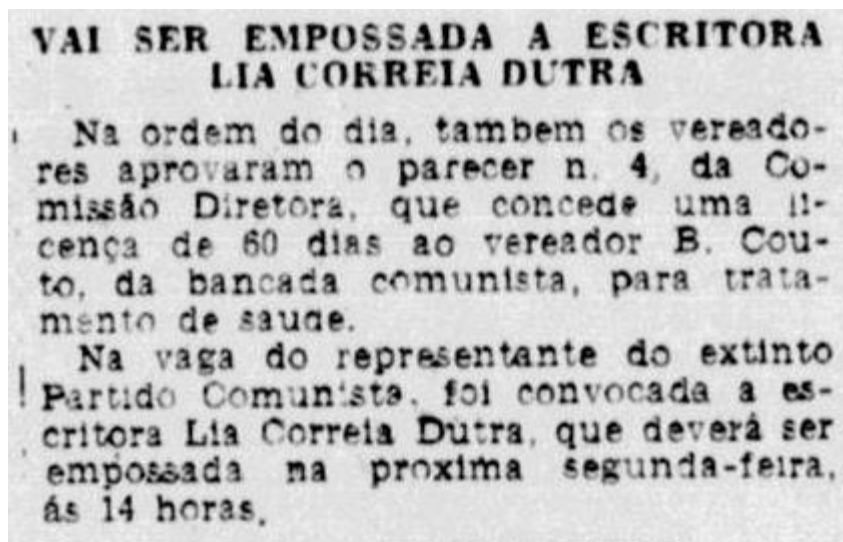 VAI SER EMPOSSADA A ESCRITORA
LIA CORREIA DUTRA
Na ordem do dia, tambem os vereado-
res aprovaram o parecer n. 4, da Co-
missão Diretora, que concede uma li-
cença de 60 dias ao vereador B. Cou-
to, da bancada comunista, para trata-
mento de saude.
Na vaga do representante do extinto
Partido Comunista, foi convocada a es-
critora Lia Correia Dutra, que deverá ser
empossada na proxima segunda-feira,
ás 14 horas.